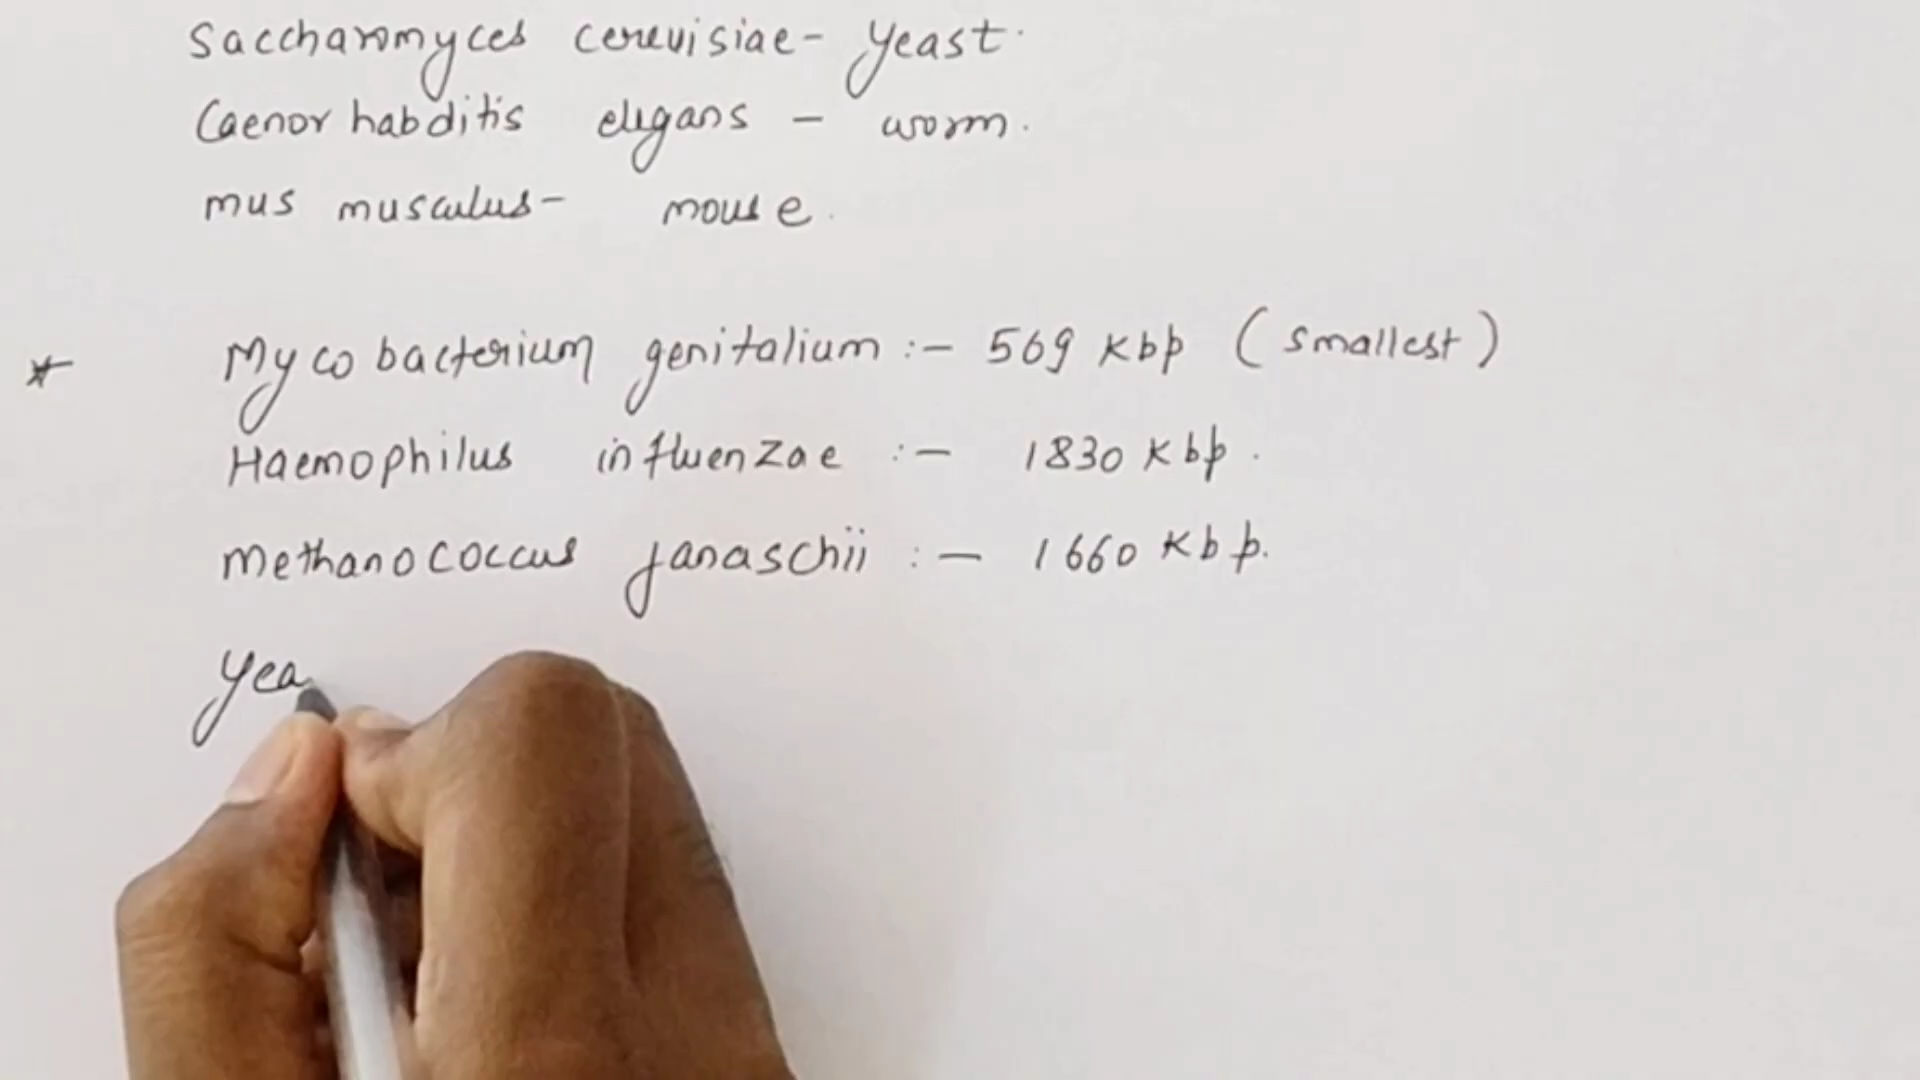 Saccharomyces cerevisiae - yeast.
Caenorhabditis elegans - worm.
mus musculus - mouse.
* Mycobacterium genitalium :- 569 Kbp (smallest)
Haemophilus influenzae :- 1830 Kbp.
Methanococcus janaschii :- 1660 Kbp.
Yea